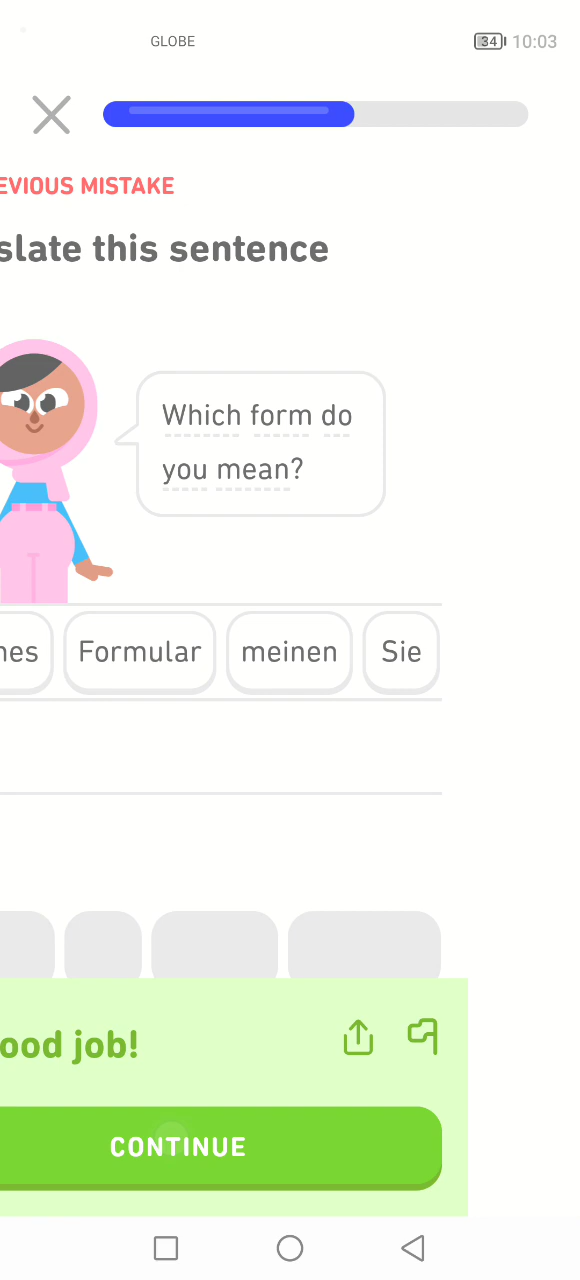 GLOBE
34 10:03
EVIOUS MISTAKE
slate this sentence
Which form do
you mean?
nes Formular meinen Sie
ood job!
CONTINUE